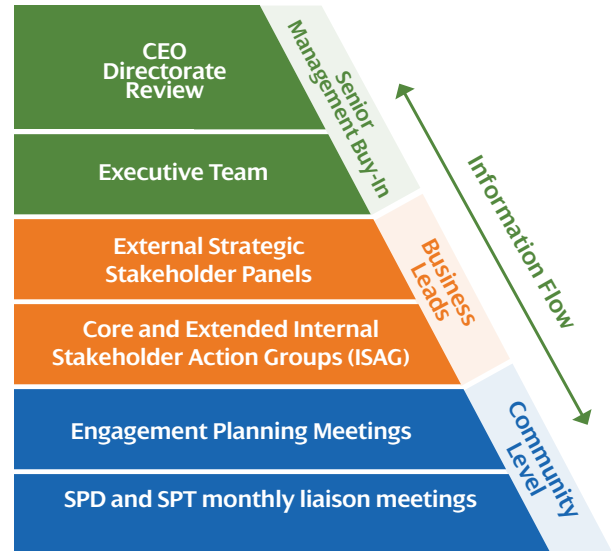 CEO
Directorate
Review
Executive Team
Senior
Management Buy-In
External Strategic
Stakeholder Panels
Core and Extended Internal
Stakeholder Action Groups (ISAG)
Business
Leads
Engagement Planning Meetings
SPD and SPT monthly liaison meetings
Community
Level
Information Flow